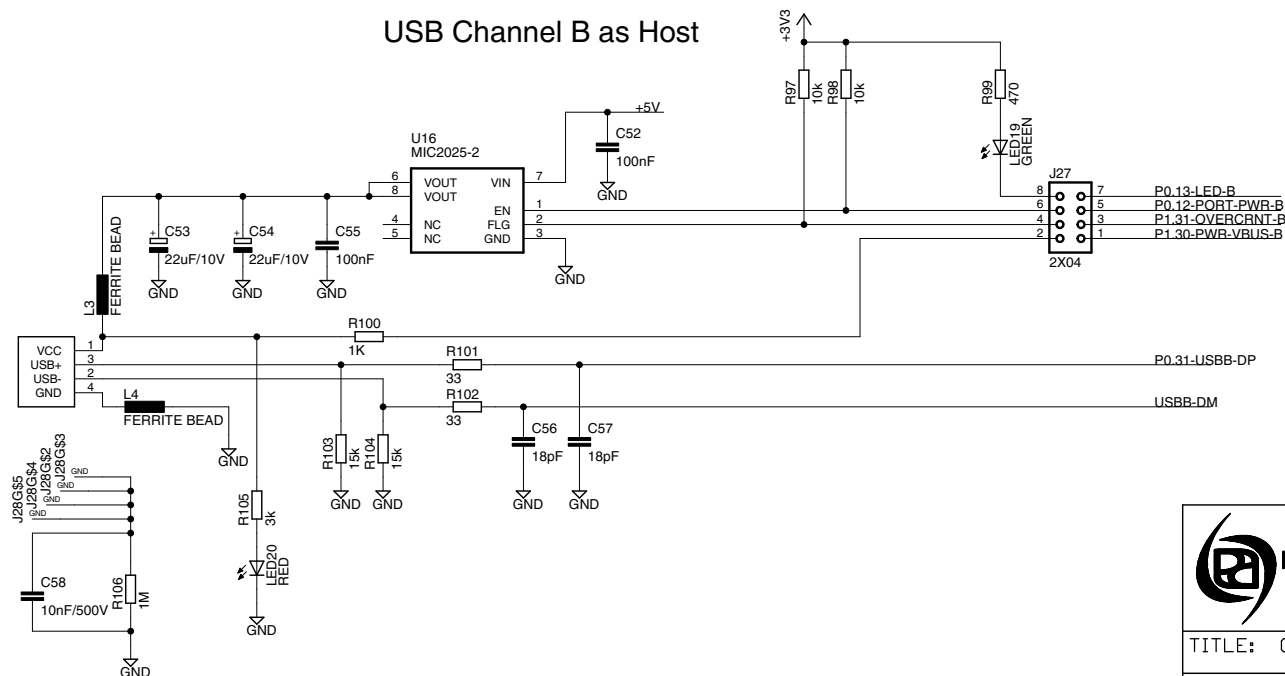 USB Channel B as Host
+3V3
R97
10k
R98
10k
R99
470
LED19
GREEN
+5V
U16
MIC2025-2
C52
100nF
GND
6 VOUT VIN 7
8 VOUT
EN 1
4 NC FLG 2
5 NC GND 3
GND
J27
8 7 P0.13-LED-B
6 5 P0.12-PORT-PWR-B
4 3 P1.31-OVERCRNT-B
2 1 P1.30-PWR-VBUS-B
2X04
C53
22uF/10V
GND
C54
22uF/10V
GND
C55
100nF
GND
L3
FERRITE BEAD
R100
1K
VCC 1
USB+ 3
USB- 2
GND 4
R101
33
P0.31-USBB-DP
R102
33
USBB-DM
L4
FERRITE BEAD
GND
R103
15k
GND
R104
15k
GND
C56
18pF
GND
C57
18pF
GND
J28G$3
J28G$2
J28G$4
J28G$5
GND
GND
GND
GND
R105
3k
LED20
RED
GND
C58
10nF/500V
R106
1M
GND
TITLE: